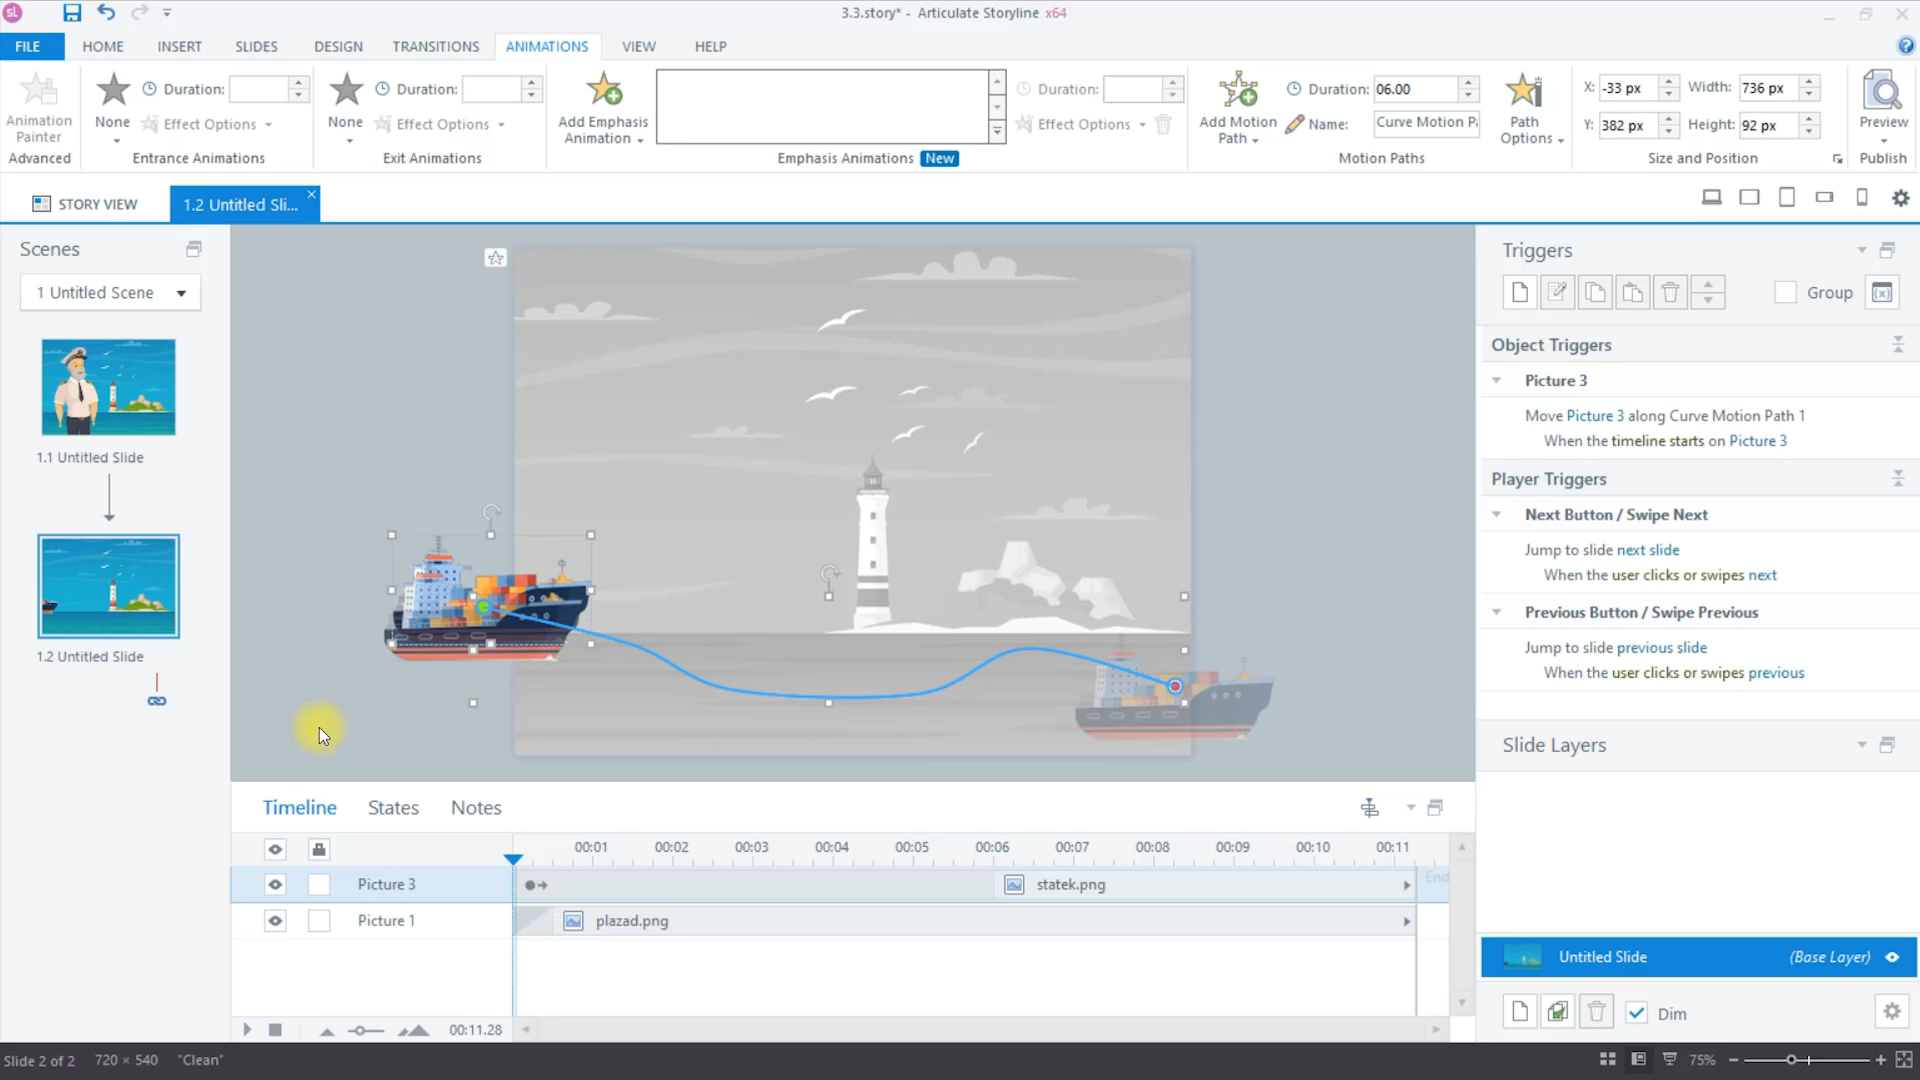 sl
3.3.story* - Articulate Storyline x64
FILE HOME INSERT SLIDES DESIGN TRANSITIONS ANIMATIONS VIEW HELP
Animation Painter
Advanced
None
Duration:
Effect Options
Entrance Animations
None
Duration:
Effect Options
Exit Animations
Add Emphasis Animation
Duration:
Effect Options
Emphasis Animations New
Add Motion Path
Duration: 06.00
Name: Curve Motion P
Path Options
Motion Paths
X: -33 px Width: 736 px
Y: 382 px Height: 92 px
Size and Position
Preview
Publish
STORY VIEW
1.2 Untitled Sli...
Scenes
1 Untitled Scene
1.1 Untitled Slide
1.2 Untitled Slide
Triggers
Group
Object Triggers
Picture 3
Move Picture 3 along Curve Motion Path 1
When the timeline starts on Picture 3
Player Triggers
Next Button / Swipe Next
Jump to slide next slide
When the user clicks or swipes next
Previous Button / Swipe Previous
Jump to slide previous slide
When the user clicks or swipes previous
Slide Layers
Untitled Slide (Base Layer)
Dim
Timeline States Notes
00:01 00:02 00:03 00:04 00:05 00:06 00:07 00:08 00:09 00:10 00:11
Picture 3 statek.png End
Picture 1 plazad.png
00:11.28
Slide 2 of 2 720 × 540 "Clean"
75%